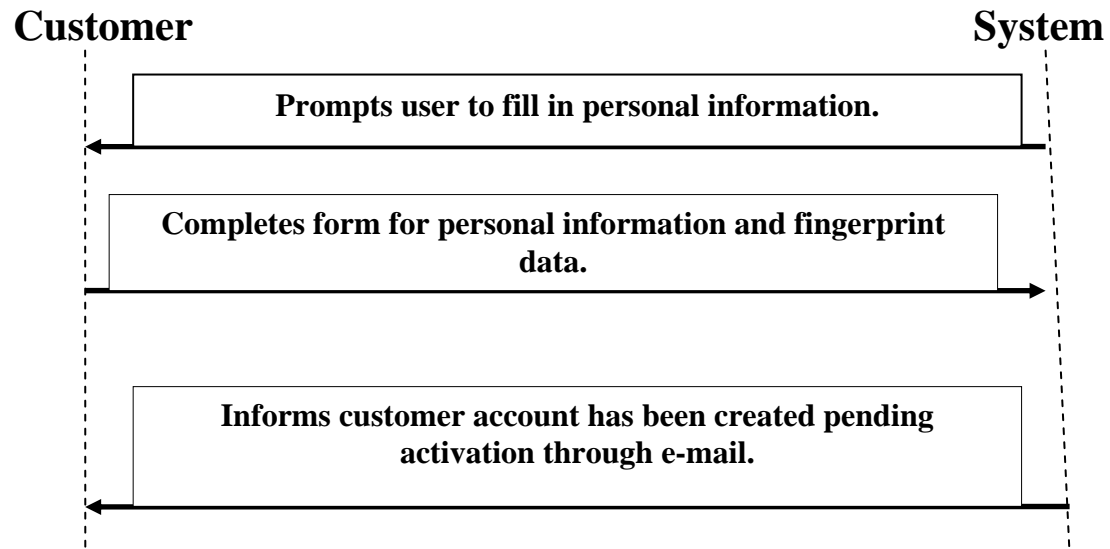 Customer
System
Prompts user to fill in personal information.
Completes form for personal information and fingerprint
data.
Informs customer account has been created pending
activation through e-mail.